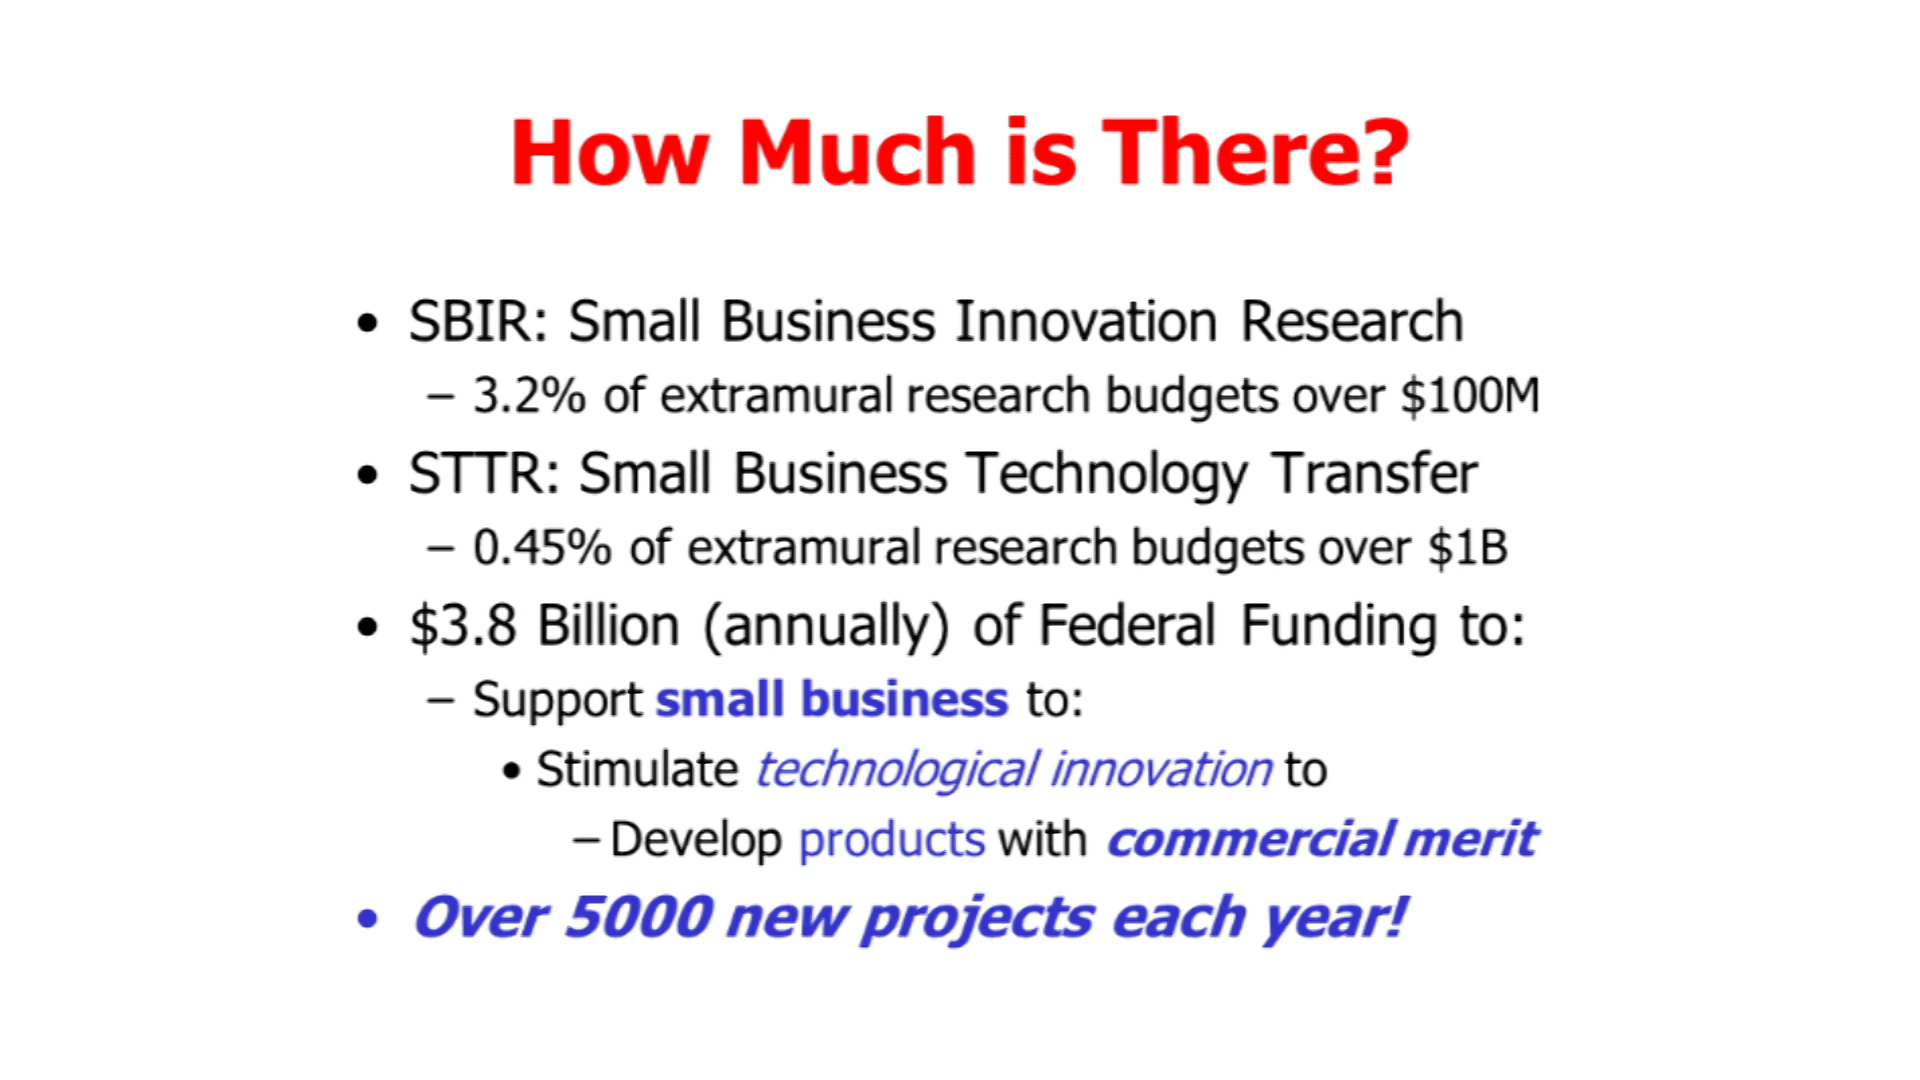 How Much is There?
• SBIR: Small Business Innovation Research
– 3.2% of extramural research budgets over $100M
• STTR: Small Business Technology Transfer
– 0.45% of extramural research budgets over $1B
• $3.8 Billion (annually) of Federal Funding to:
– Support small business to:
• Stimulate technological innovation to
– Develop products with commercial merit
• Over 5000 new projects each year!